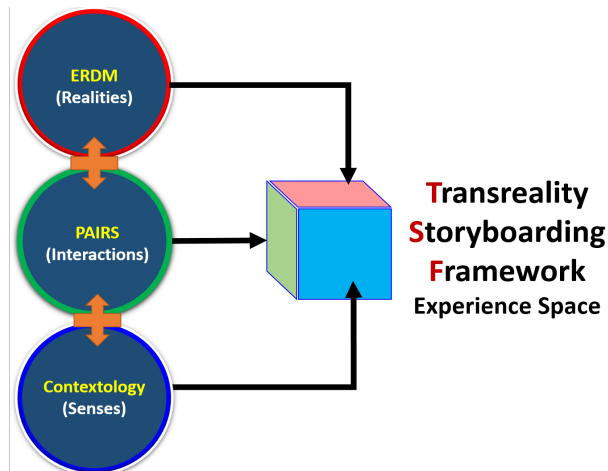 ERDM
(Realities)
PAIRS
(Interactions)
Contextology
(Senses)
Transreality
Storyboarding
Framework
Experience Space